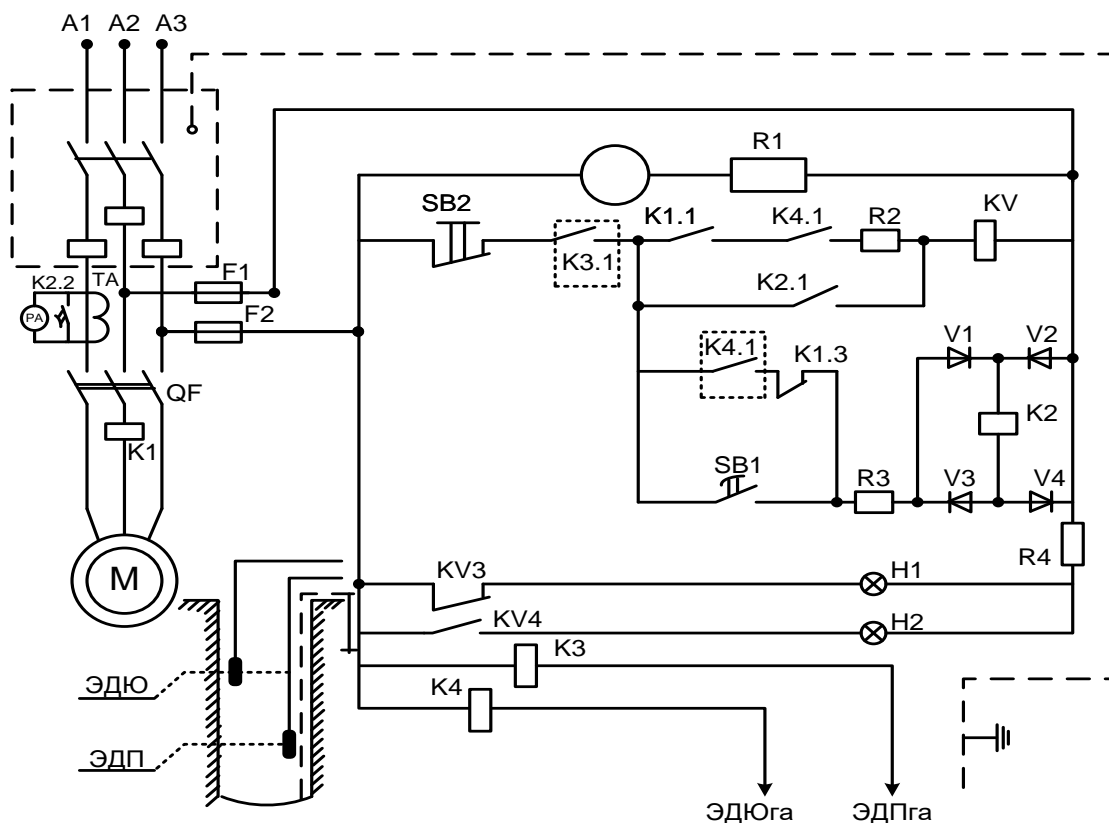 A1 A2 A3
R1
SB2 K1.1 K4.1 R2 KV
K3.1
K2.2 TA F1
K2.1
PA
F2
K4.1 K1.3 V1 V2
QF
K2
K1
SB1 R3 V3 V4
R4
M
KV3 H1
KV4 H2
K3
ЭДЮ
K4
ЭДП
ЭДЮга ЭДПга